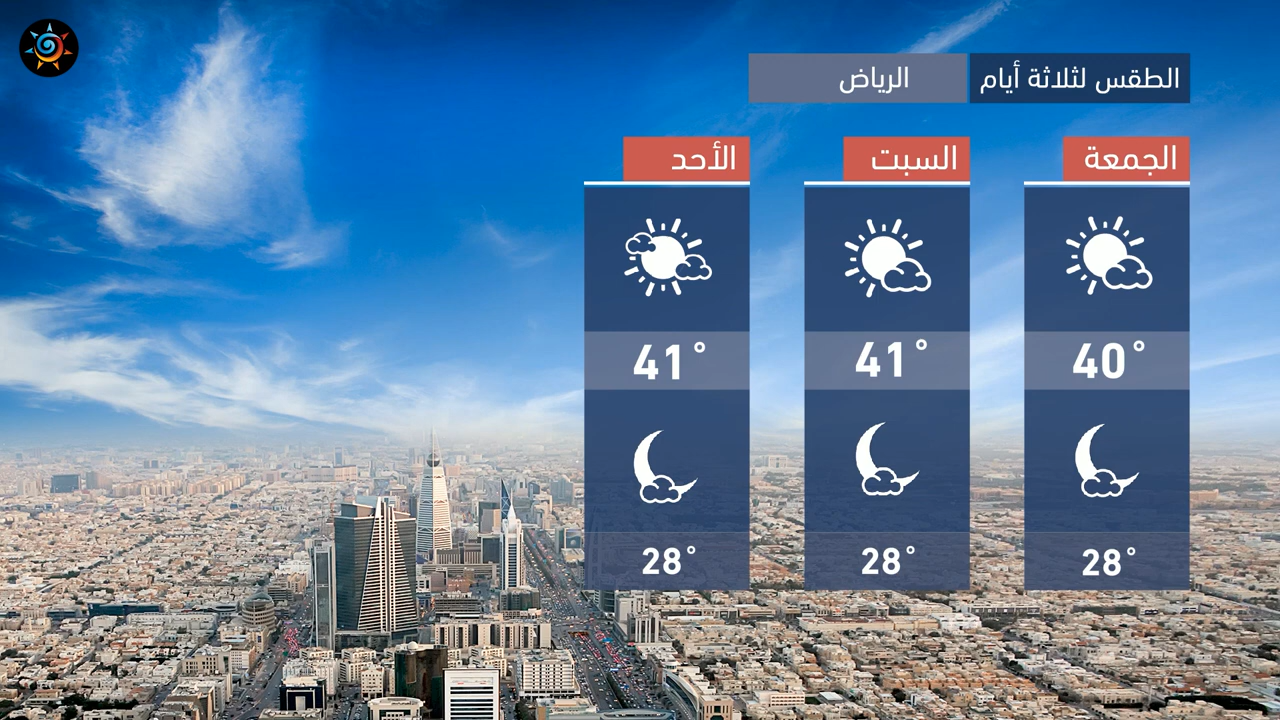 الطقس لثلاثة أيام
الرياض
الجمعة
السبت
الأحد
40°
41°
41°
28°
28°
28°